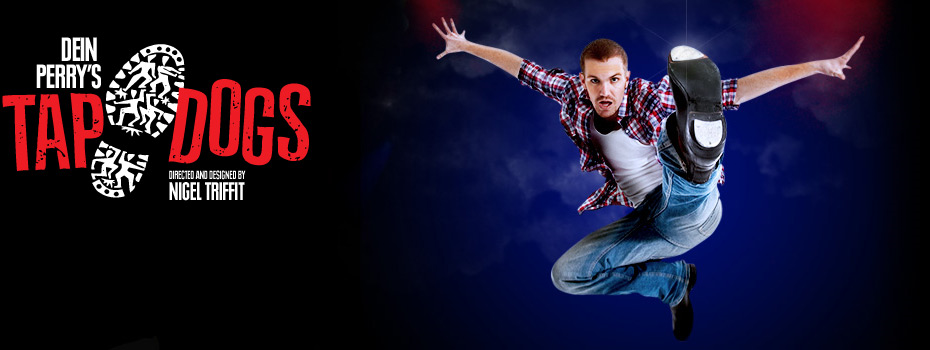 DEIN
PERRY'S
TAP DOGS
DIRECTED AND DESIGNED BY
NIGEL TRIFFIT